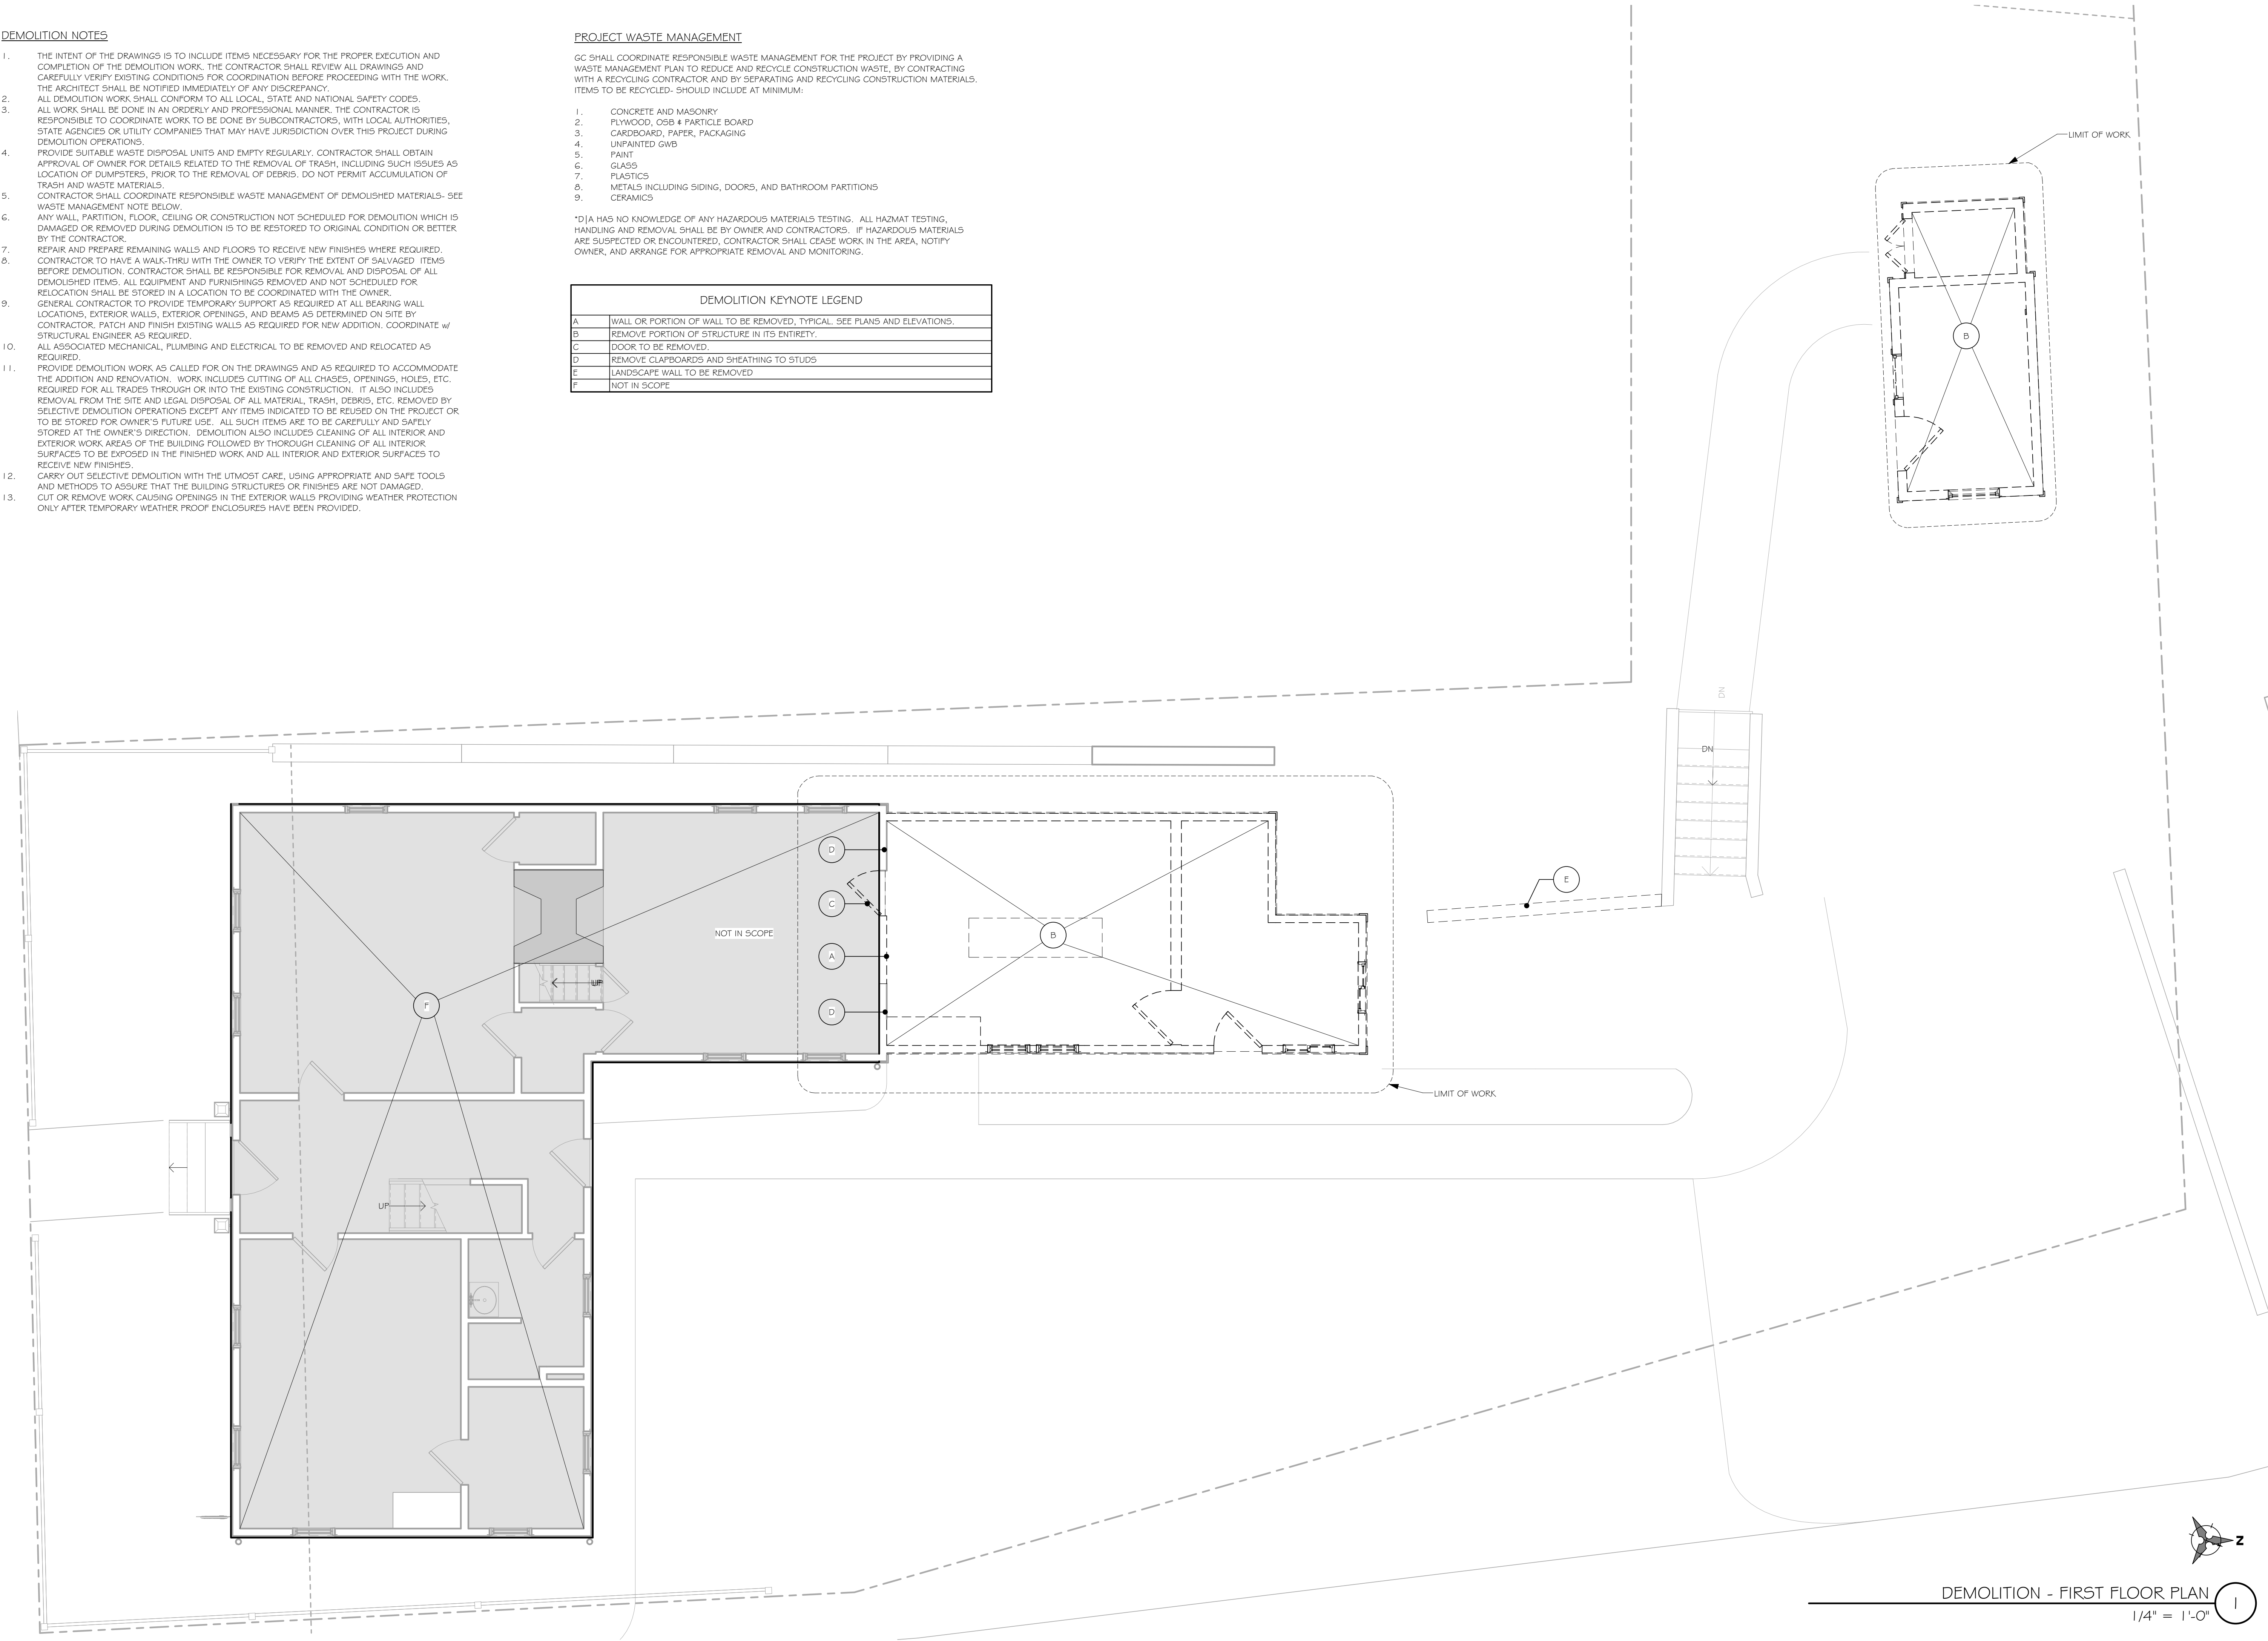 DEMOLITION NOTES
1. THE INTENT OF THE DRAWINGS IS TO INCLUDE ITEMS NECESSARY FOR THE PROPER EXECUTION AND
COMPLETION OF THE DEMOLITION WORK. THE CONTRACTOR SHALL REVIEW ALL DRAWINGS AND
CAREFULLY VERIFY EXISTING CONDITIONS FOR COORDINATION BEFORE PROCEEDING WITH THE WORK.
THE ARCHITECT SHALL BE NOTIFIED IMMEDIATELY OF ANY DISCREPANCY.
2. ALL DEMOLITION WORK SHALL CONFORM TO ALL LOCAL, STATE AND NATIONAL SAFETY CODES.
3. ALL WORK SHALL BE DONE IN AN ORDERLY AND PROFESSIONAL MANNER. THE CONTRACTOR IS
RESPONSIBLE TO COORDINATE WORK TO BE DONE BY SUBCONTRACTORS, WITH LOCAL AUTHORITIES,
STATE AGENCIES OR UTILITY COMPANIES THAT MAY HAVE JURISDICTION OVER THIS PROJECT DURING
DEMOLITION OPERATIONS.
4. PROVIDE SUITABLE WASTE DISPOSAL UNITS AND EMPTY REGULARLY. CONTRACTOR SHALL OBTAIN
APPROVAL OF OWNER FOR DETAILS RELATED TO THE REMOVAL OF TRASH, INCLUDING SUCH ISSUES AS
LOCATION OF DUMPSTERS, PRIOR TO THE REMOVAL OF DEBRIS. DO NOT PERMIT ACCUMULATION OF
TRASH AND WASTE MATERIALS.
5. CONTRACTOR SHALL COORDINATE RESPONSIBLE WASTE MANAGEMENT OF DEMOLISHED MATERIALS- SEE
WASTE MANAGEMENT NOTE BELOW.
6. ANY WALL, PARTITION, FLOOR, CEILING OR CONSTRUCTION NOT SCHEDULED FOR DEMOLITION WHICH IS
DAMAGED OR REMOVED DURING DEMOLITION IS TO BE RESTORED TO ORIGINAL CONDITION OR BETTER
BY THE CONTRACTOR.
7. REPAIR AND PREPARE REMAINING WALLS AND FLOORS TO RECEIVE NEW FINISHES WHERE REQUIRED.
8. CONTRACTOR TO HAVE A WALK-THRU WITH THE OWNER TO VERIFY THE EXTENT OF SALVAGED ITEMS
BEFORE DEMOLITION. CONTRACTOR SHALL BE RESPONSIBLE FOR REMOVAL AND DISPOSAL OF ALL
DEMOLISHED ITEMS. ALL EQUIPMENT AND FURNISHINGS REMOVED AND NOT SCHEDULED FOR
RELOCATION SHALL BE STORED IN A LOCATION TO BE COORDINATED WITH THE OWNER.
9. GENERAL CONTRACTOR TO PROVIDE TEMPORARY SUPPORT AS REQUIRED AT ALL BEARING WALL
LOCATIONS, EXTERIOR WALLS, EXTERIOR OPENINGS, AND BEAMS AS DETERMINED ON SITE BY
CONTRACTOR. PATCH AND FINISH EXISTING WALLS AS REQUIRED FOR NEW ADDITION. COORDINATE w/
STRUCTURAL ENGINEER AS REQUIRED.
10. ALL ASSOCIATED MECHANICAL, PLUMBING AND ELECTRICAL TO BE REMOVED AND RELOCATED AS
REQUIRED.
11. PROVIDE DEMOLITION WORK AS CALLED FOR ON THE DRAWINGS AND AS REQUIRED TO ACCOMMODATE
THE ADDITION AND RENOVATION. WORK INCLUDES CUTTING OF ALL CHASES, OPENINGS, HOLES, ETC.
REQUIRED FOR ALL TRADES THROUGH OR INTO THE EXISTING CONSTRUCTION. IT ALSO INCLUDES
REMOVAL FROM THE SITE AND LEGAL DISPOSAL OF ALL MATERIAL, TRASH, DEBRIS, ETC. REMOVED BY
SELECTIVE DEMOLITION OPERATIONS EXCEPT ANY ITEMS INDICATED TO BE REUSED ON THE PROJECT OR
TO BE STORED FOR OWNER'S FUTURE USE. ALL SUCH ITEMS ARE TO BE CAREFULLY AND SAFELY
STORED AT THE OWNER'S DIRECTION. DEMOLITION ALSO INCLUDES CLEANING OF ALL INTERIOR AND
EXTERIOR WORK AREAS OF THE BUILDING FOLLOWED BY THOROUGH CLEANING OF ALL INTERIOR
SURFACES TO BE EXPOSED IN THE FINISHED WORK AND ALL INTERIOR AND EXTERIOR SURFACES TO
RECEIVE NEW FINISHES.
12. CARRY OUT SELECTIVE DEMOLITION WITH THE UTMOST CARE, USING APPROPRIATE AND SAFE TOOLS
AND METHODS TO ASSURE THAT THE BUILDING STRUCTURES OR FINISHES ARE NOT DAMAGED.
13. CUT OR REMOVE WORK CAUSING OPENINGS IN THE EXTERIOR WALLS PROVIDING WEATHER PROTECTION
ONLY AFTER TEMPORARY WEATHER PROOF ENCLOSURES HAVE BEEN PROVIDED.
PROJECT WASTE MANAGEMENT
GC SHALL COORDINATE RESPONSIBLE WASTE MANAGEMENT FOR THE PROJECT BY PROVIDING A
WASTE MANAGEMENT PLAN TO REDUCE AND RECYCLE CONSTRUCTION WASTE, BY CONTRACTING
WITH A RECYCLING CONTRACTOR AND BY SEPARATING AND RECYCLING CONSTRUCTION MATERIALS.
ITEMS TO BE RECYCLED- SHOULD INCLUDE AT MINIMUM:
1. CONCRETE AND MASONRY
2. PLYWOOD, OSB & PARTICLE BOARD
3. CARDBOARD, PAPER, PACKAGING
4. UNPAINTED GWB
5. PAINT
6. GLASS
7. PLASTICS
8. METALS INCLUDING SIDING, DOORS, AND BATHROOM PARTITIONS
9. CERAMICS
*D|A HAS NO KNOWLEDGE OF ANY HAZARDOUS MATERIALS TESTING. ALL HAZMAT TESTING,
HANDLING AND REMOVAL SHALL BE BY OWNER AND CONTRACTORS. IF HAZARDOUS MATERIALS
ARE SUSPECTED OR ENCOUNTERED, CONTRACTOR SHALL CEASE WORK IN THE AREA, NOTIFY
OWNER, AND ARRANGE FOR APPROPRIATE REMOVAL AND MONITORING.
DEMOLITION KEYNOTE LEGEND
A WALL OR PORTION OF WALL TO BE REMOVED, TYPICAL. SEE PLANS AND ELEVATIONS.
B REMOVE PORTION OF STRUCTURE IN ITS ENTIRETY.
C DOOR TO BE REMOVED.
D REMOVE CLAPBOARDS AND SHEATHING TO STUDS
E LANDSCAPE WALL TO BE REMOVED
F NOT IN SCOPE
LIMIT OF WORK
B
DN
DN
D
C
E
NOT IN SCOPE
B
A
UP
F
D
LIMIT OF WORK
UP
Z
DEMOLITION - FIRST FLOOR PLAN
1
1/4" = 1'-0"